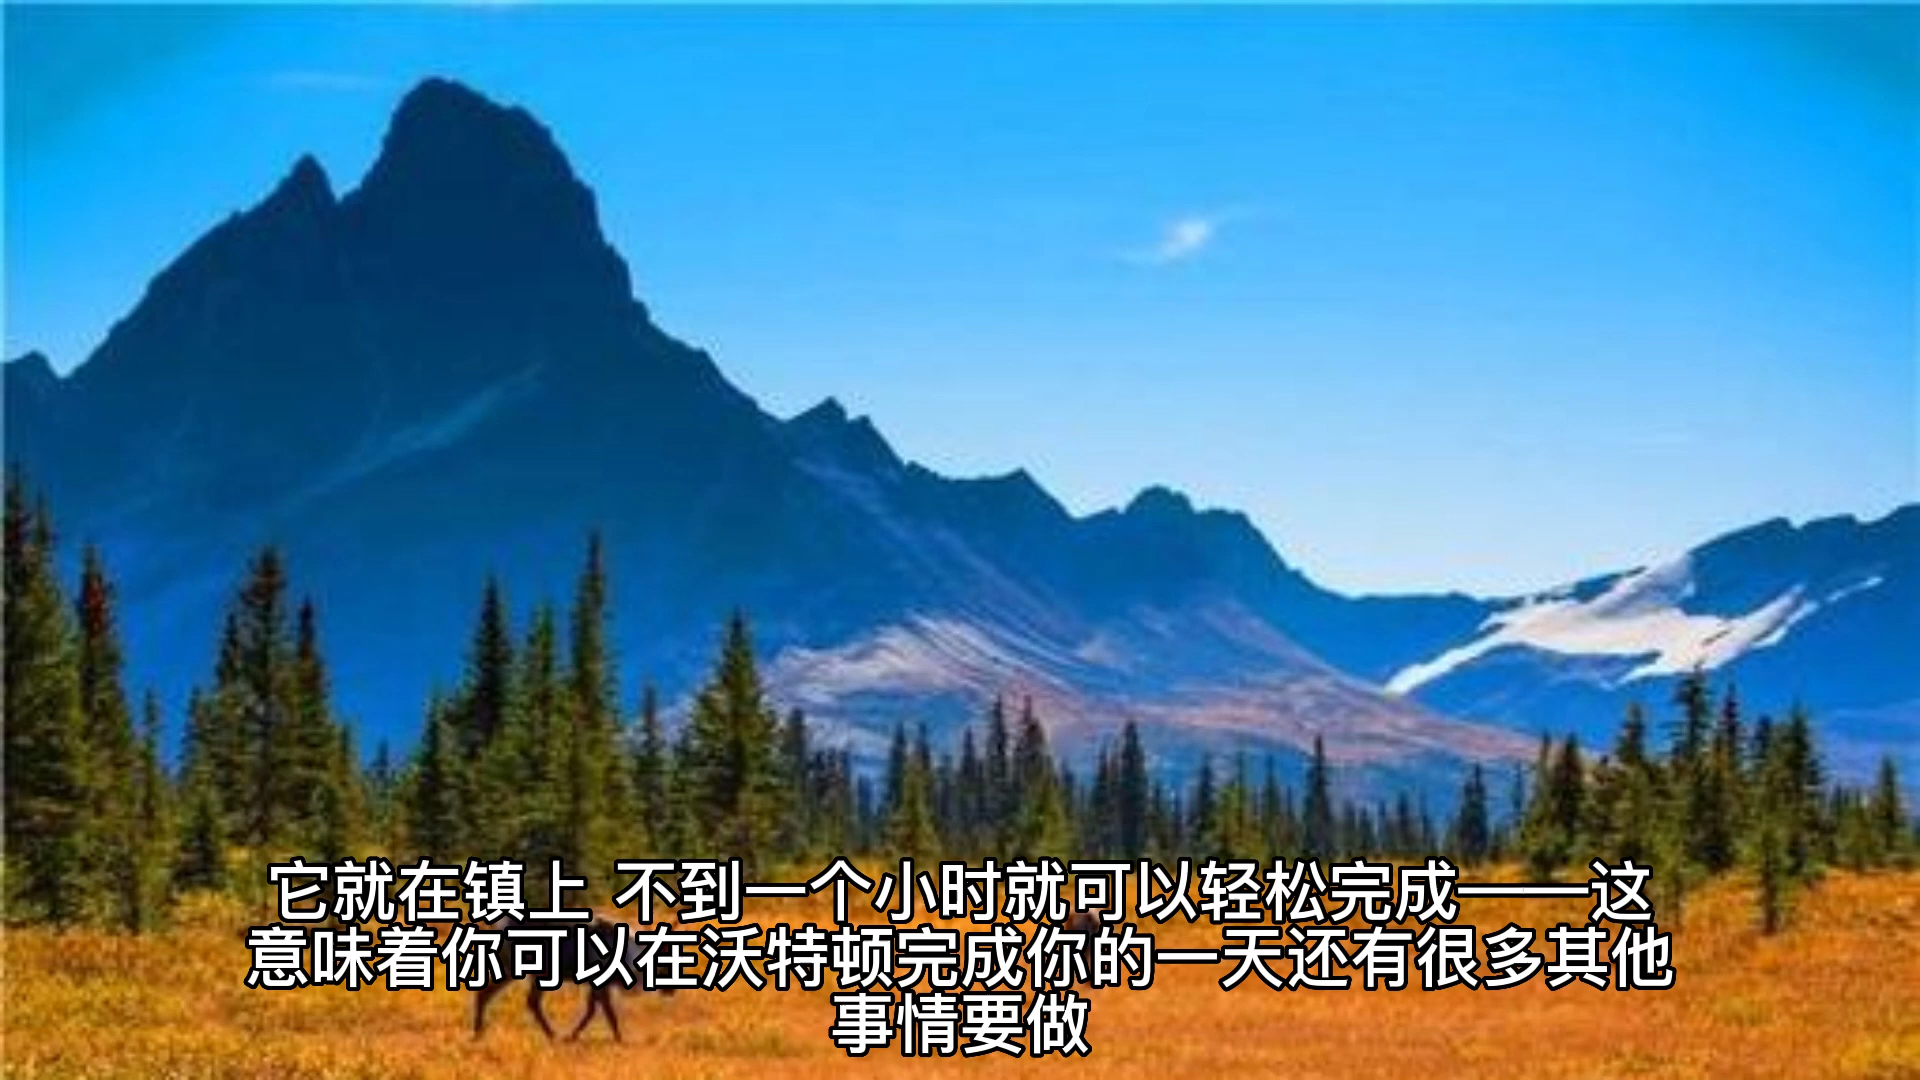 它就在镇上 不到一个小时就可以轻松完成——这
意味着你可以在沃特顿完成你的一天还有很多其他
事情要做